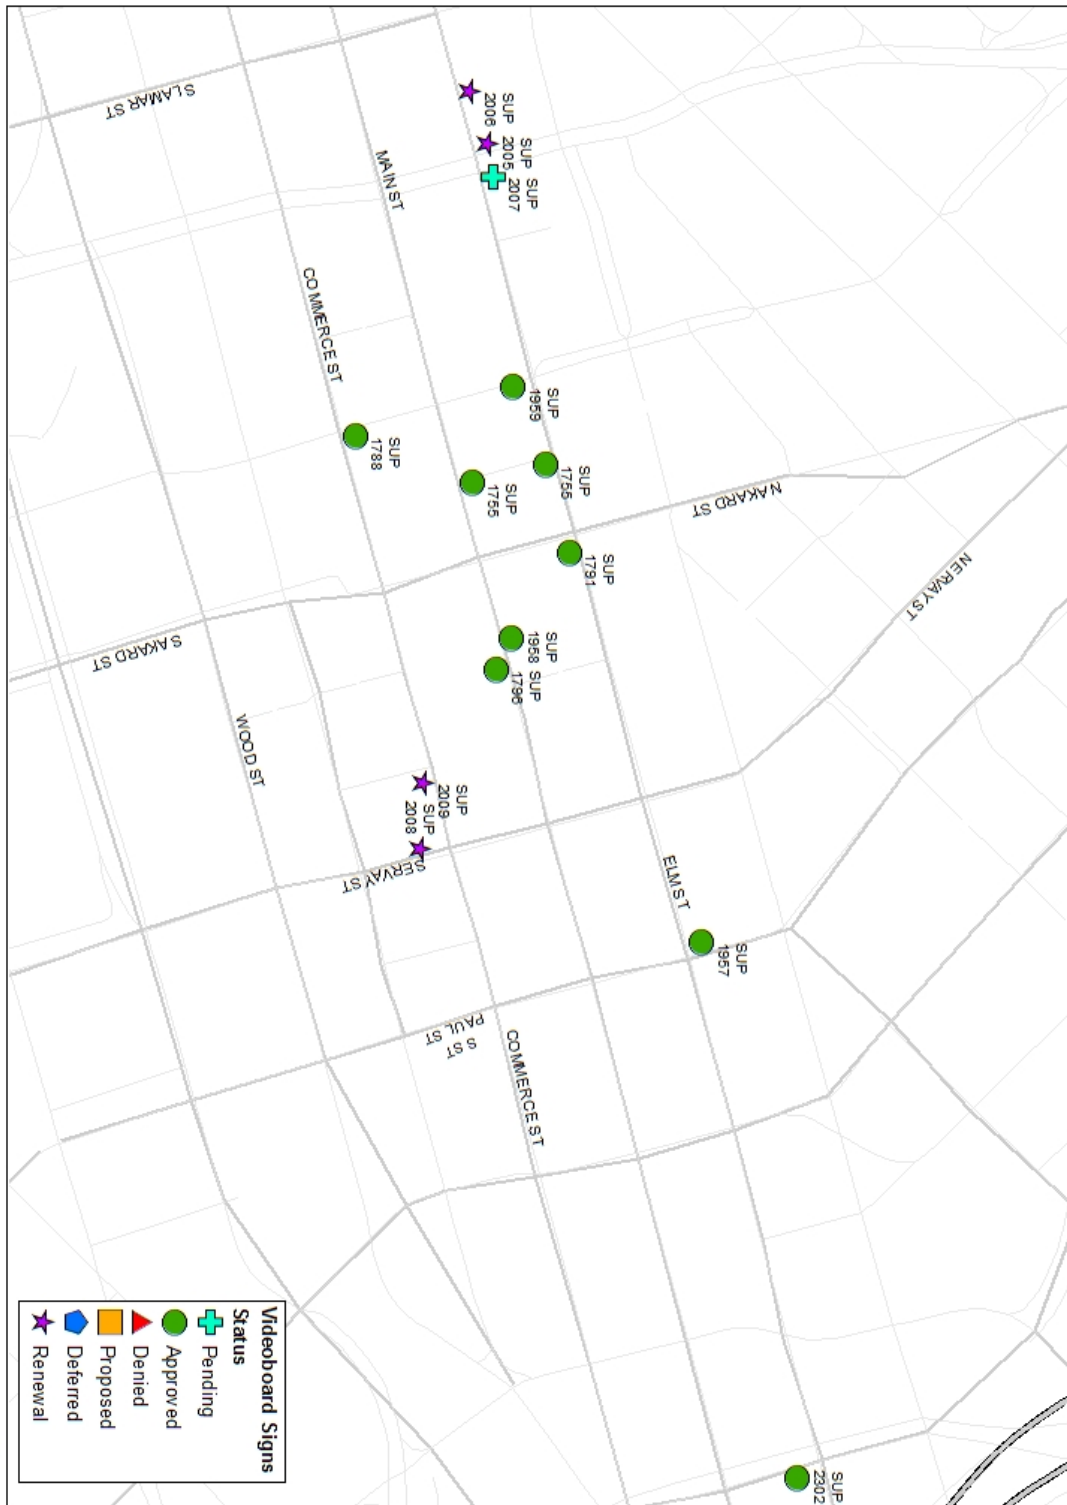 S LAMAR ST
MAIN ST
COMMERCE ST
SUP
2006
SUP
2005
SUP
2007
SUP
1959
SUP
1788
SUP
1755
SUP
1755
N AKARD ST
SUP
1791
N ERVAY ST
S AKARD ST
SUP
1958
SUP
1796
WOOD ST
SUP
2009
SUP
2008
S ERVAY ST
ELM ST
SUP
1957
S ST
PAUL ST
COMMERCE ST
SUP
2302
Videoboard Signs
Status
Pending
Approved
Denied
Proposed
Deferred
Renewal